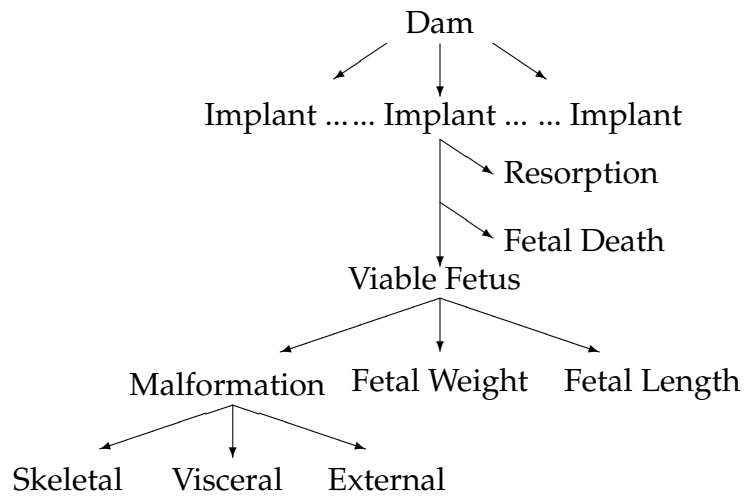 Dam
Implant ...... Implant ... ... Implant
Resorption
Fetal Death
Viable Fetus
Malformation Fetal Weight Fetal Length
Skeletal Visceral External